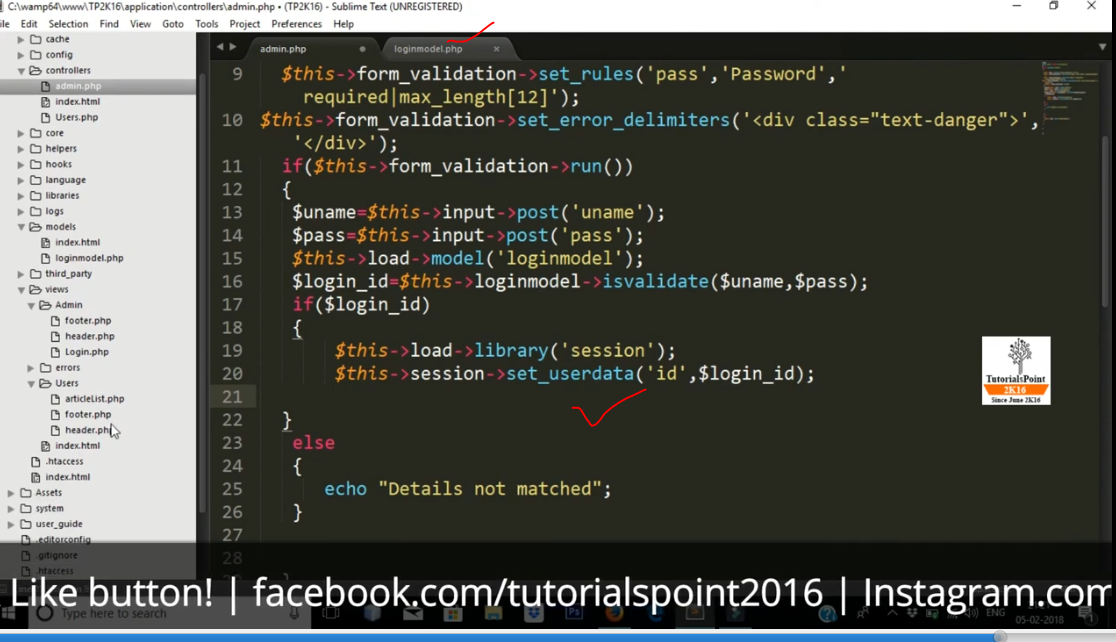 C:\wamp64\www\TP2K16\application\controllers\admin.php • (TP2K16) - Sublime Text (UNREGISTERED)
ile Edit Selection Find View Goto Tools Project Preferences Help
admin.php
loginmodel.php
cache
config
controllers
admin.php
index.html
Users.php
core
helpers
hooks
language
libraries
logs
models
index.html
loginmodel.php
third_party
views
Admin
footer.php
header.php
Login.php
errors
Users
articleList.php
footer.php
header.php
index.html
.htaccess
index.html
Assets
system
user_guide
.editorconfig
.gitignore
.htaccess
9 $this->form_validation->set_rules('pass','Password','
required|max_length[12]');
10 $this->form_validation->set_error_delimiters('<div class="text-danger">',
'</div>');
11 if($this->form_validation->run())
12 {
13 $uname=$this->input->post('uname');
14 $pass=$this->input->post('pass');
15 $this->load->model('loginmodel');
16 $login_id=$this->loginmodel->isvalidate($uname,$pass);
17 if($login_id)
18 {
19 $this->load->library('session');
20 $this->session->set_userdata('id',$login_id);
21
22 }
23 else
24 {
25 echo "Details not matched";
26 }
27
28
TutorialsPoint
2K16
Since June 2K16
Like button! | facebook.com/tutorialspoint2016 | Instagram.com
Type here to search
ENG
05-02-2018